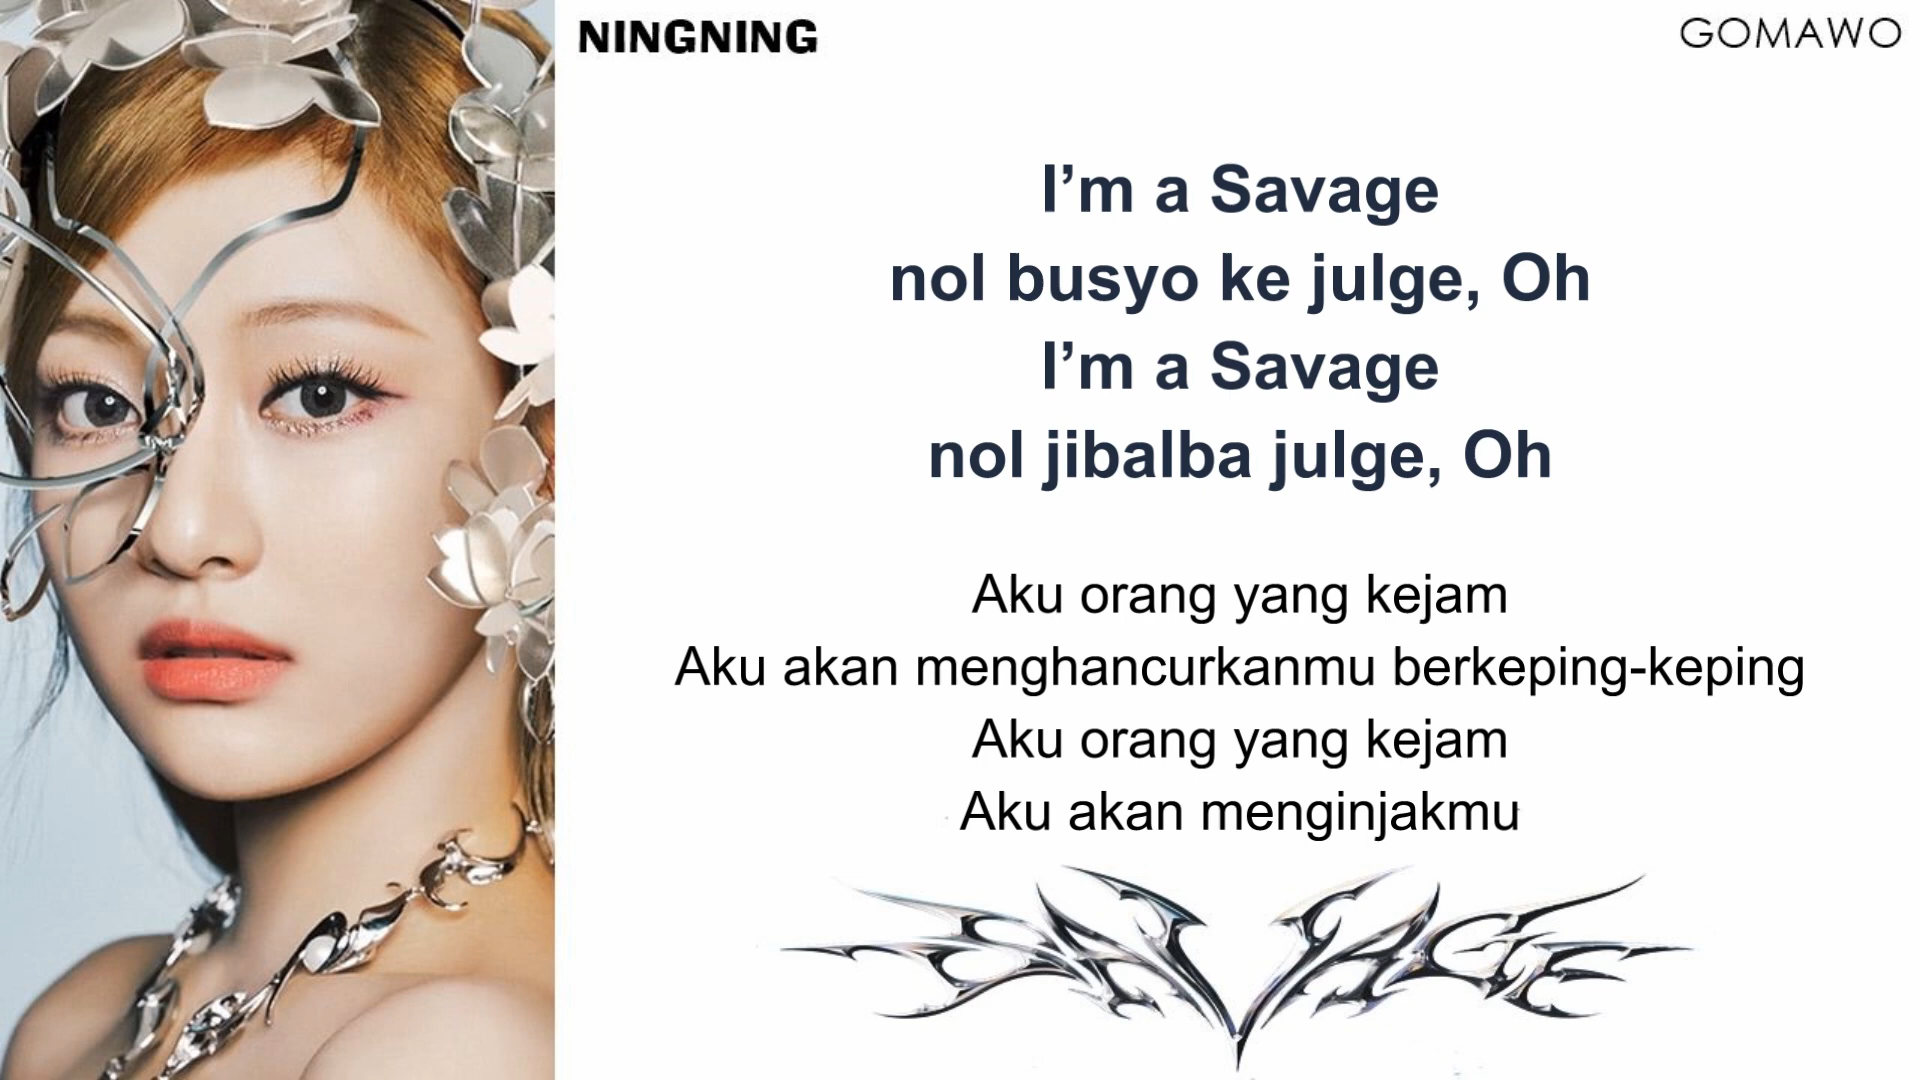 NINGNING
GOMAWO
I’m a Savage
nol busyo ke julge, Oh
I’m a Savage
nol jibalba julge, Oh
Aku orang yang kejam
Aku akan menghancurkanmu berkeping-keping
Aku orang yang kejam
Aku akan menginjakmu
SAVAGE